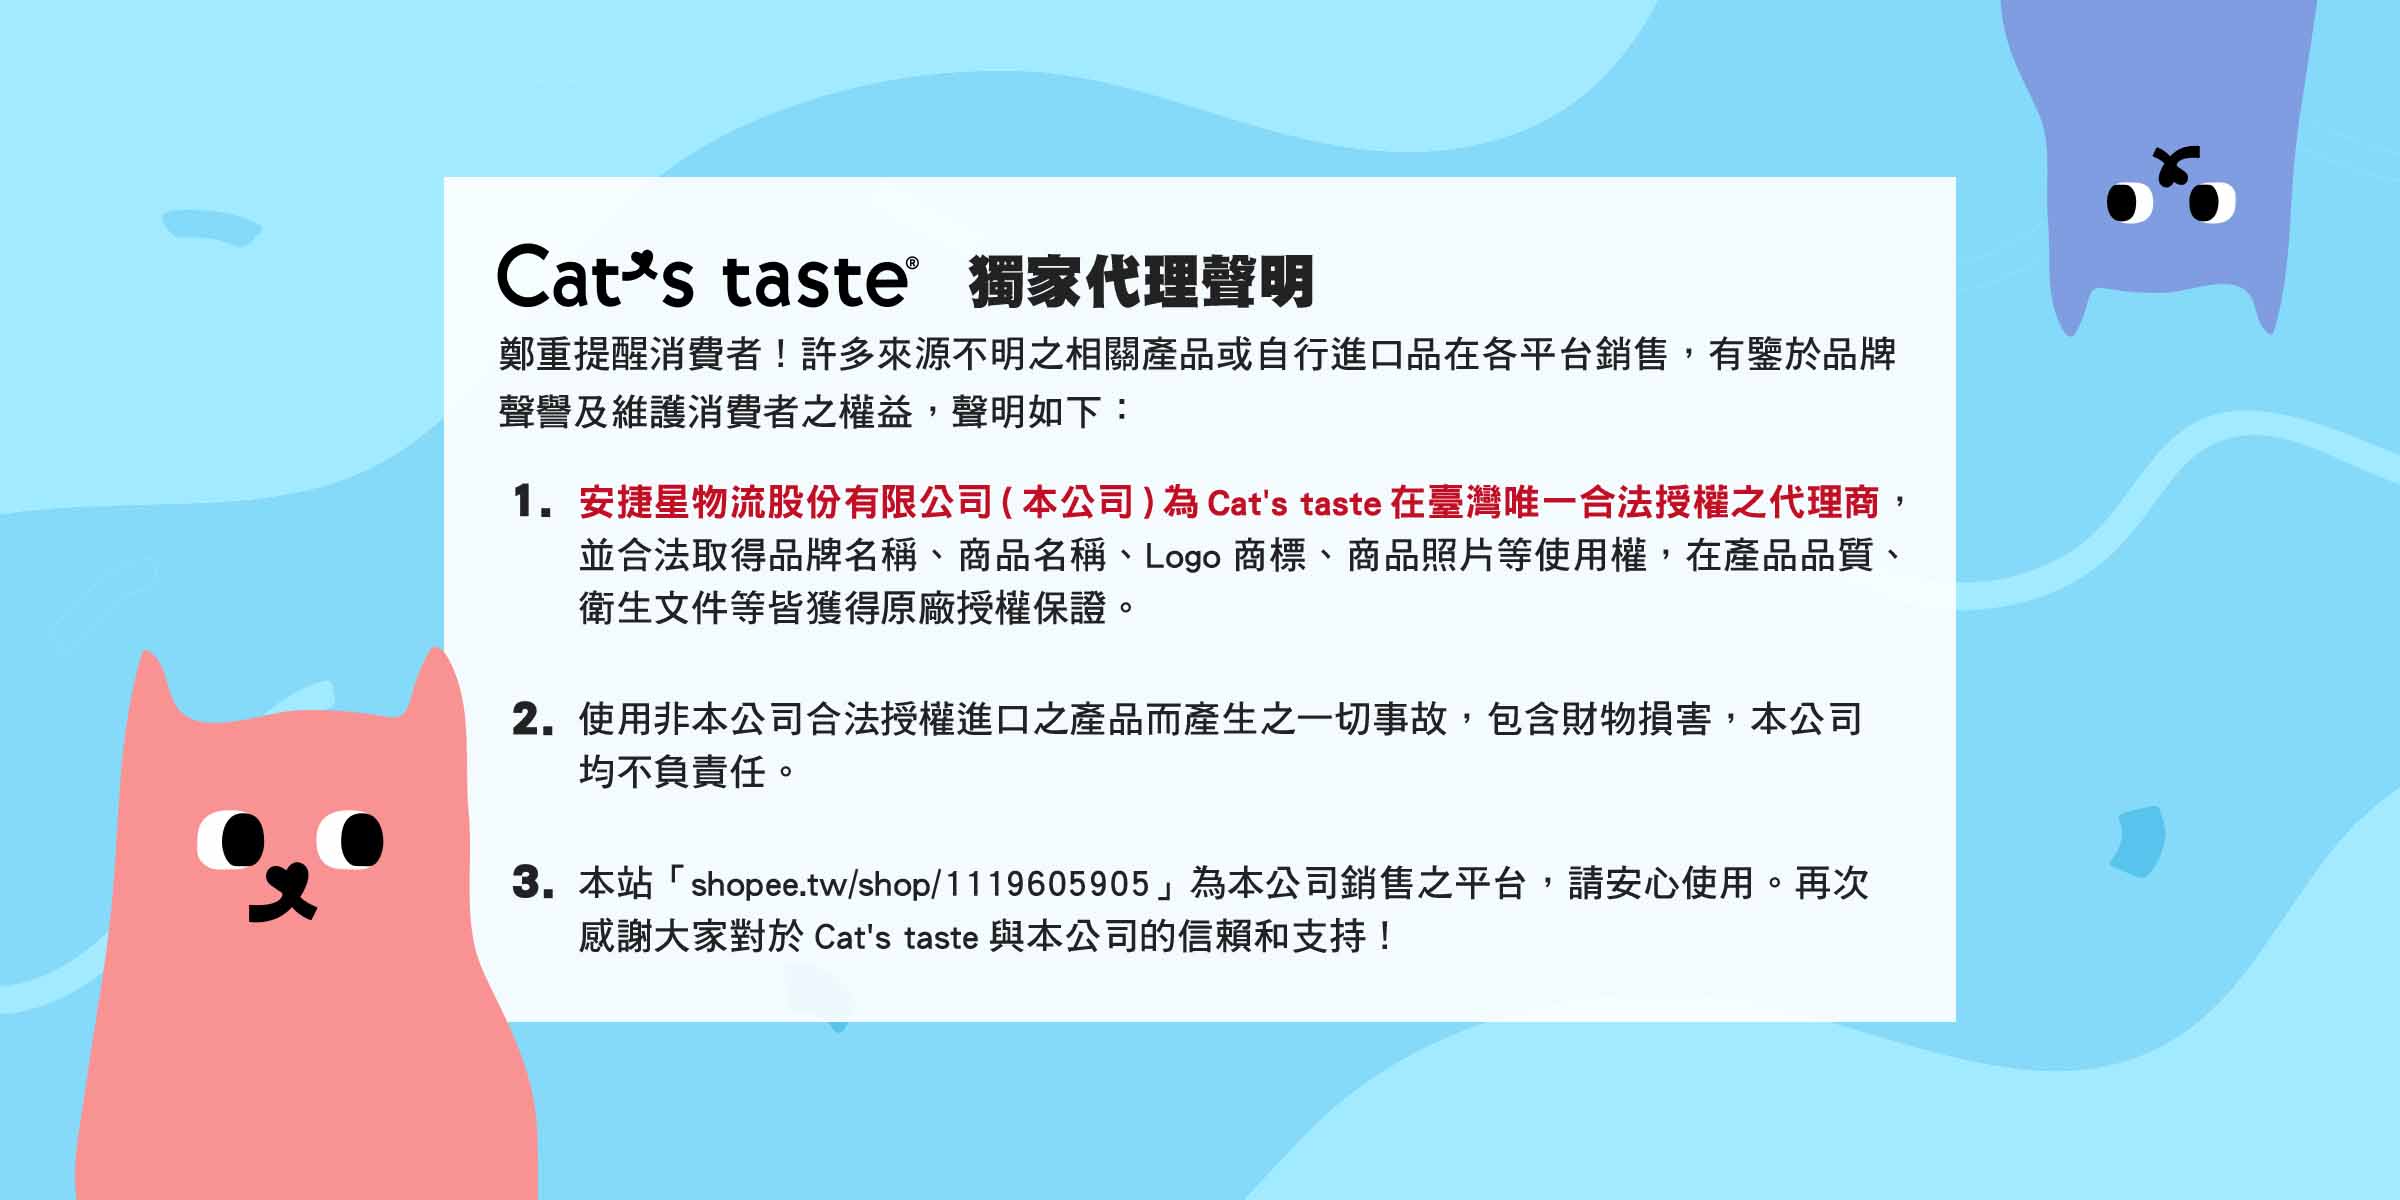 Cat's taste® 獨家代理聲明
鄭重提醒消費者！許多來源不明之相關產品或自行進口品在各平台銷售，有鑒於品牌
聲譽及維護消費者之權益，聲明如下：
1. 安捷星物流股份有限公司(本公司)為Cat's taste在臺灣唯一合法授權之代理商，
並合法取得品牌名稱、商品名稱、Logo 商標、商品照片等使用權，在產品品質、
衛生文件等皆獲得原廠授權保證。
2. 使用非本公司合法授權進口之產品而產生之一切事故，包含財物損害，本公司
均不負責任。
3. 本站「shopee.tw/shop/1119605905」為本公司銷售之平台，請安心使用。再次
感謝大家對於 Cat's taste 與本公司的信賴和支持！